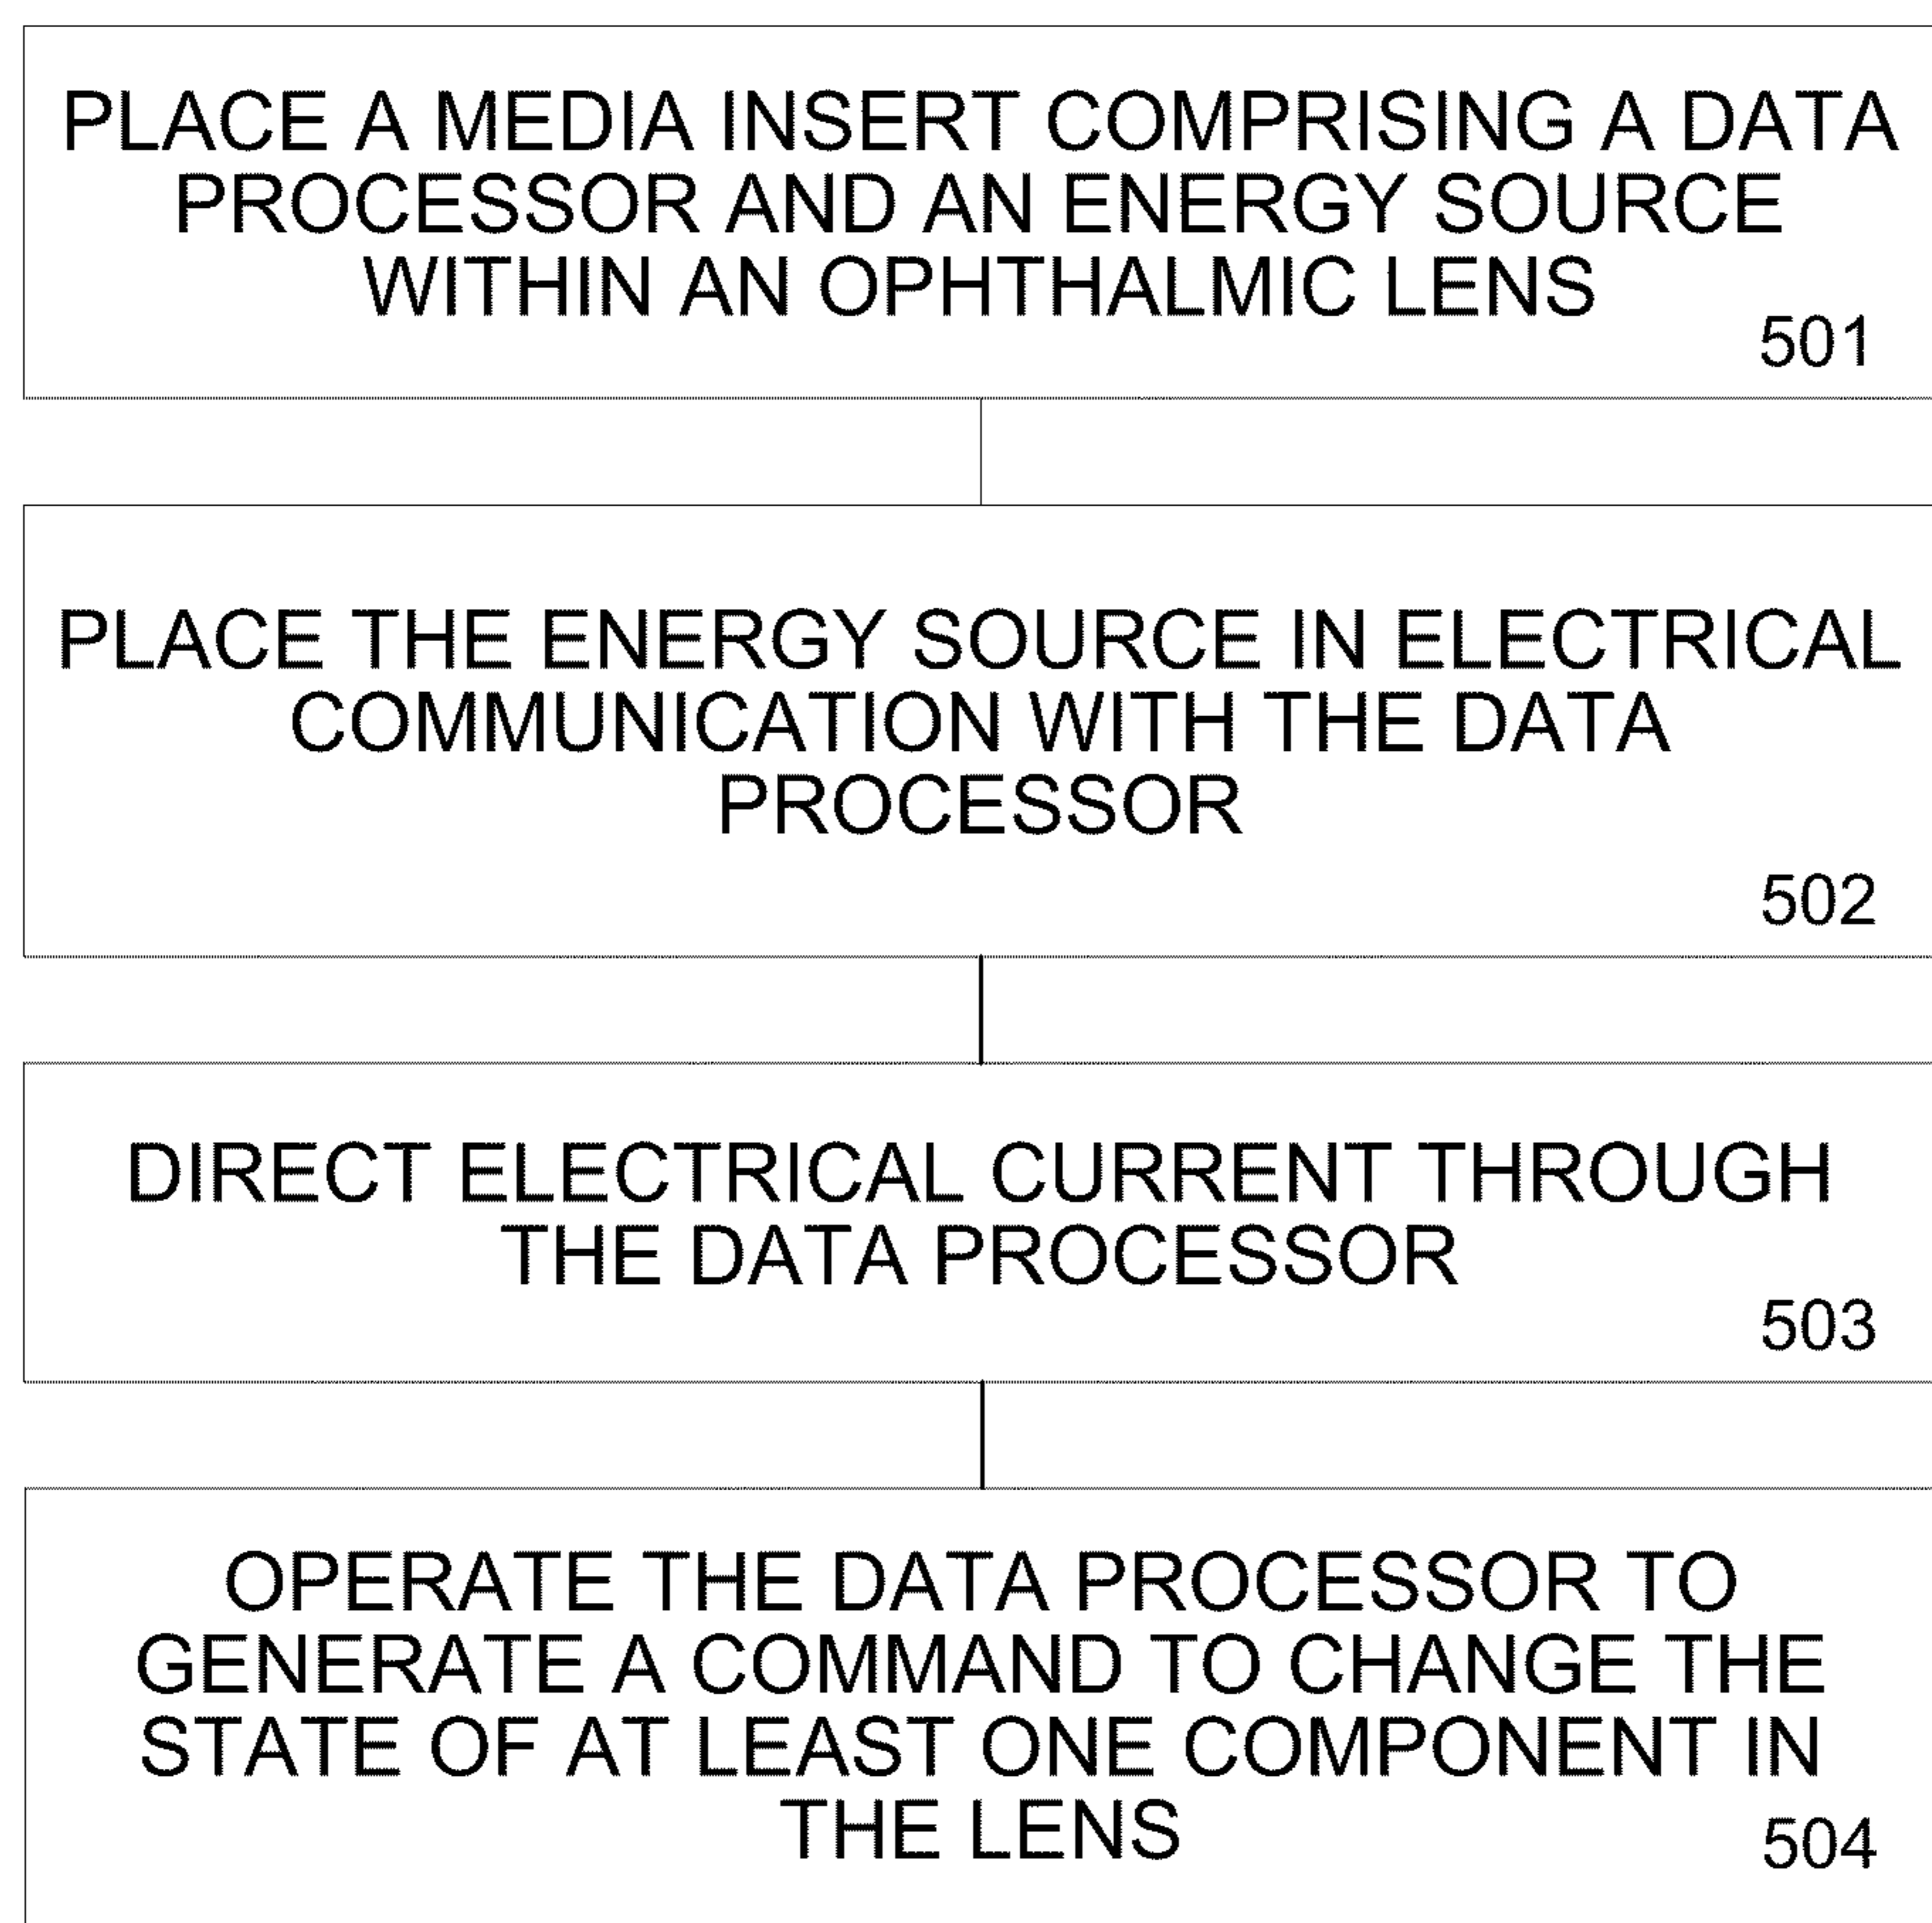 PLACE A MEDIA INSERT COMPRISING A DATA
PROCESSOR AND AN ENERGY SOURCE
WITHIN AN OPHTHALMIC LENS
501
PLACE THE ENERGY SOURCE IN ELECTRICAL
COMMUNICATION WITH THE DATA
PROCESSOR
502
DIRECT ELECTRICAL CURRENT THROUGH
THE DATA PROCESSOR
503
OPERATE THE DATA PROCESSOR TO
GENERATE A COMMAND TO CHANGE THE
STATE OF AT LEAST ONE COMPONENT IN
THE LENS
504